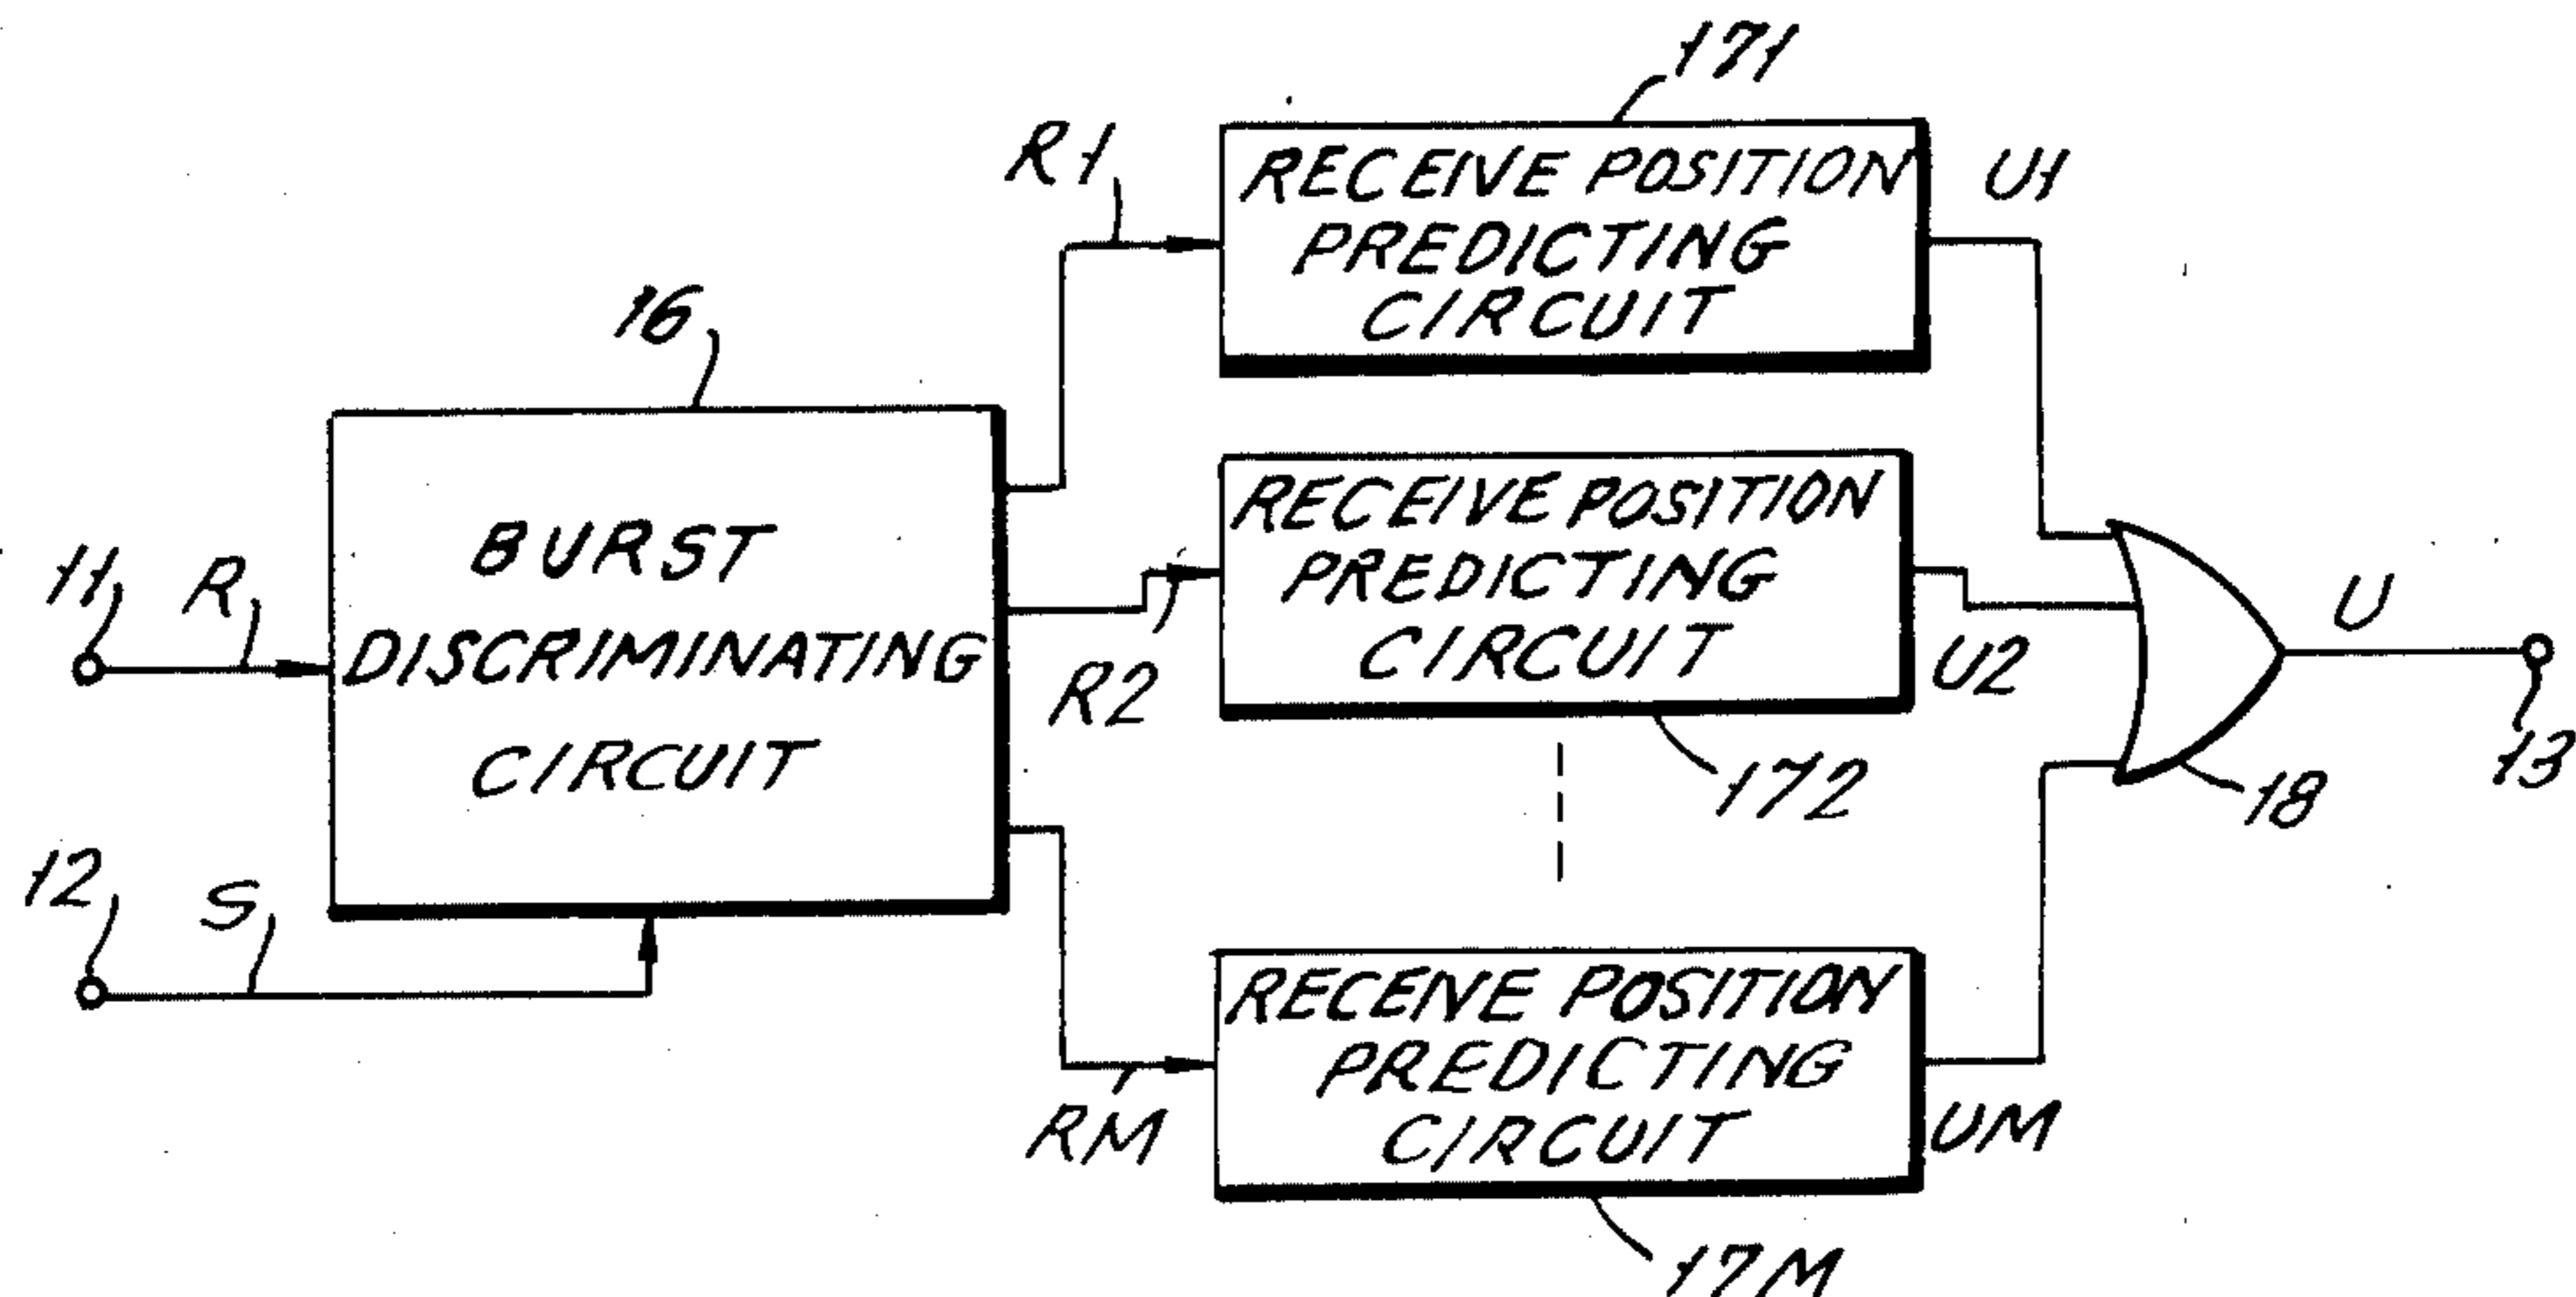 171
R1
RECEIVE POSITION
PREDICTING
CIRCUIT
U1
16
BURST
DISCRIMINATING
CIRCUIT
11
R
12
S
R2
RECEIVE POSITION
PREDICTING
CIRCUIT
U2
172
U
13
18
RM
RECEIVE POSITION
PREDICTING
CIRCUIT
UM
17M